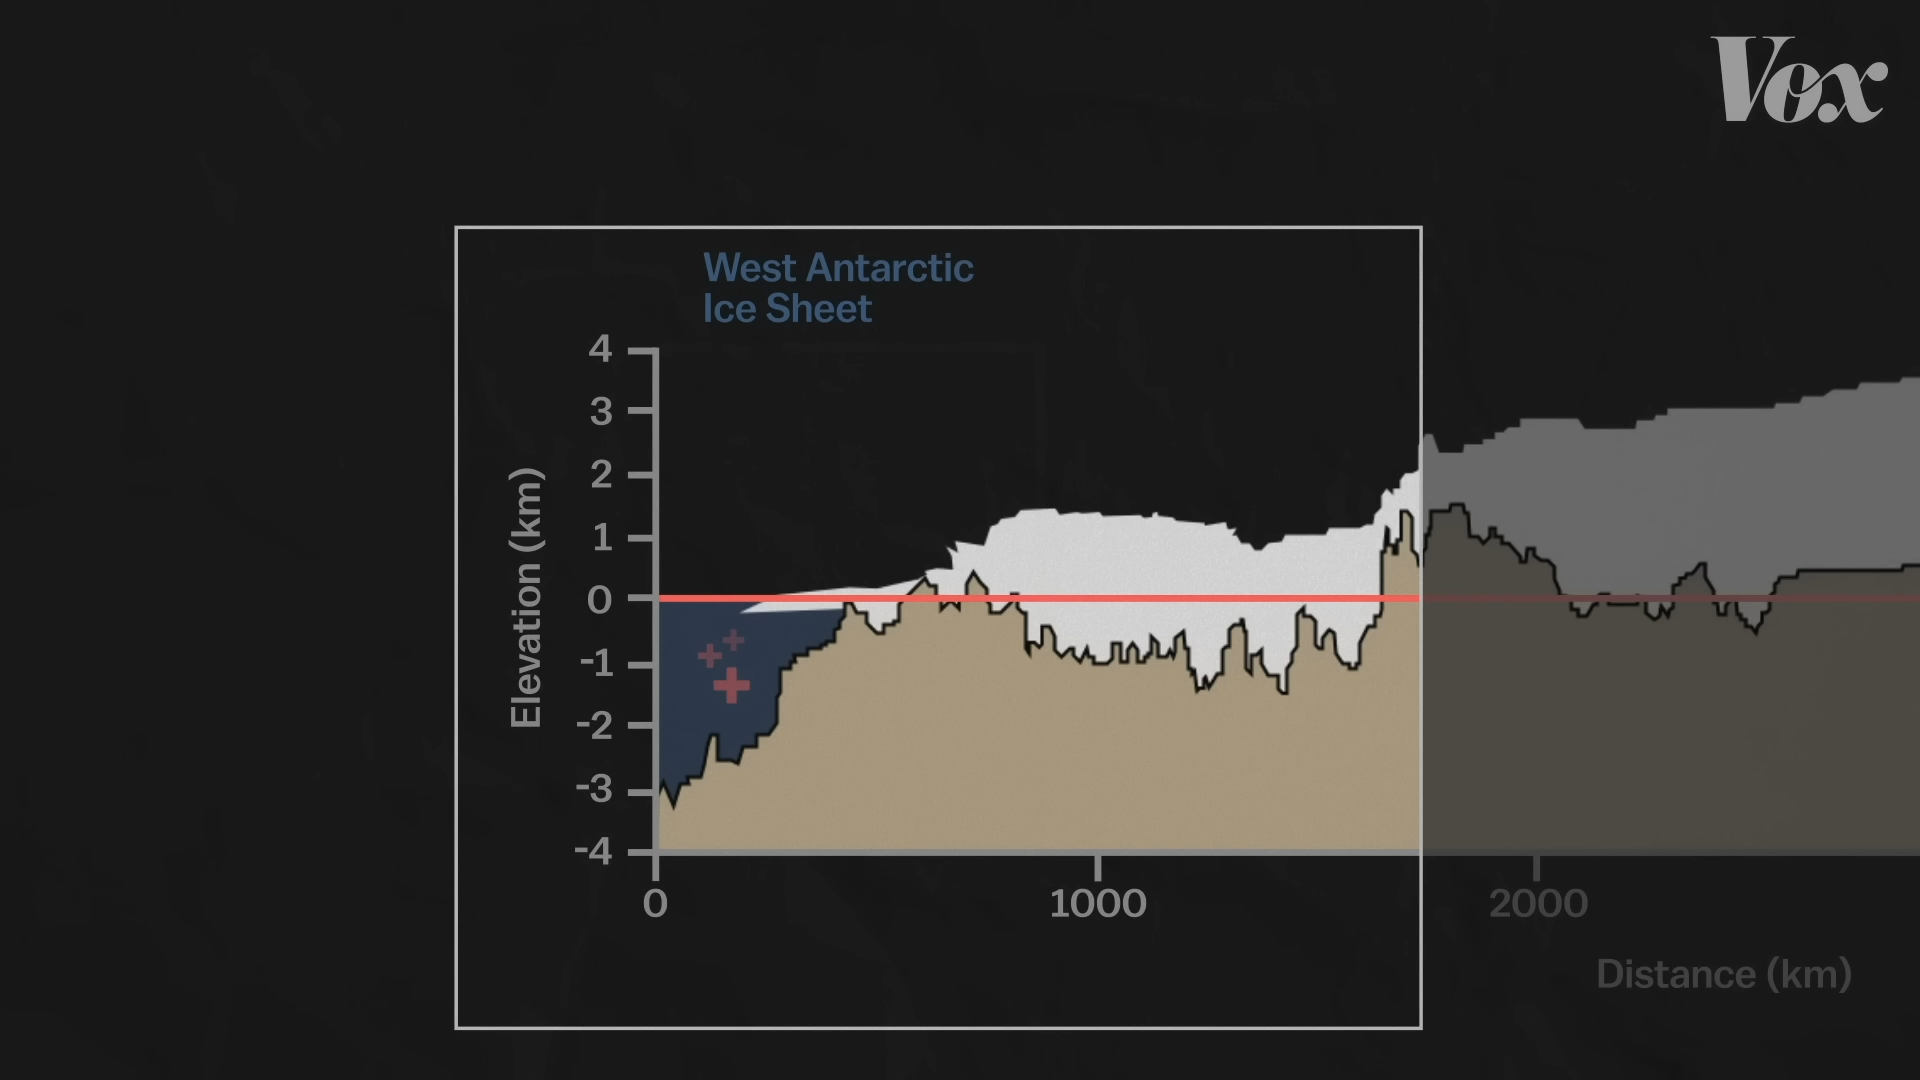 Vox
West Antarctic
Ice Sheet
4
3
2
1
0
-1
-2
-3
-4
Elevation (km)
0
1000
2000
Distance (km)